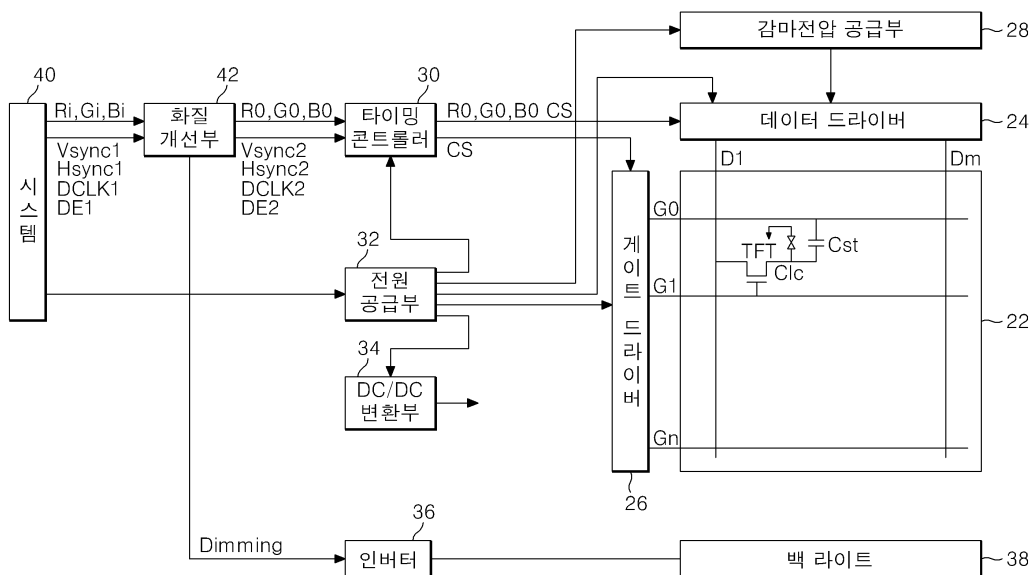 감마전압 공급부
28
40
42
30
Ri,Gi,Bi
화질
개선부
R0,G0,B0
타이밍
콘트롤러
R0,G0,B0 CS
데이터 드라이버
24
Vsync1
Hsync1
DCLK1
DE1
Vsync2
Hsync2
DCLK2
DE2
CS
D1
Dm
시스템
G0
TFT
Cst
Clc
32
전원
공급부
게이트 드라이버
G1
22
34
DC/DC
변환부
Gn
26
36
Dimming
인버터
백 라이트
38